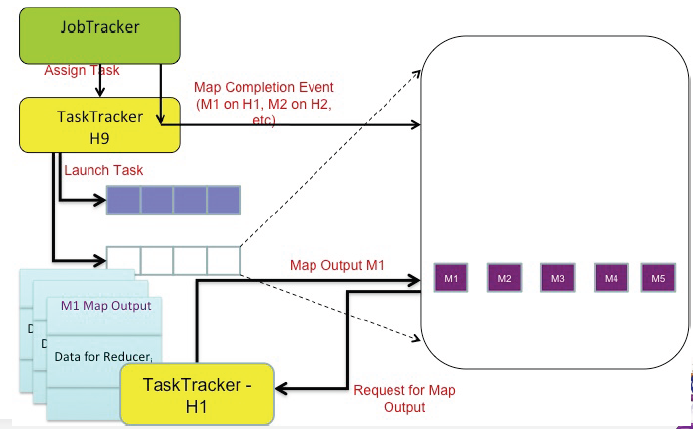 JobTracker
Assign Task
Map Completion Event
(M1 on H1, M2 on H2,
etc)
TaskTracker
H9
Launch Task
Map Output M1
M1
M2
M3
M4
M5
M1 Map Output
D
D
Data for Reducer,
TaskTracker -
H1
Request for Map
Output